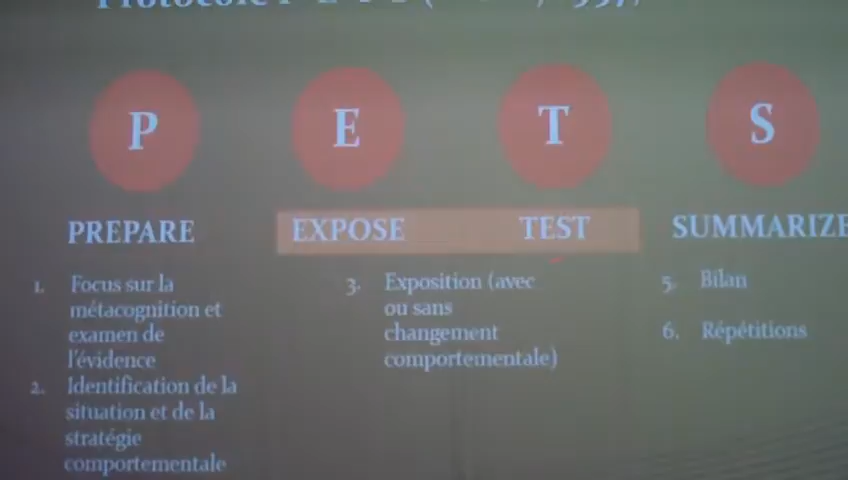 Protocole P
P
E
T
S
PREPARE
EXPOSE
TEST
SUMMARIZE
1. Focus sur la
métacognition et
examen de
l'évidence
2. Identification de la
situation et de la
stratégie
comportementale
3. Exposition (avec
ou sans
changement
comportementale)
5. Bilan
6. Répétitions